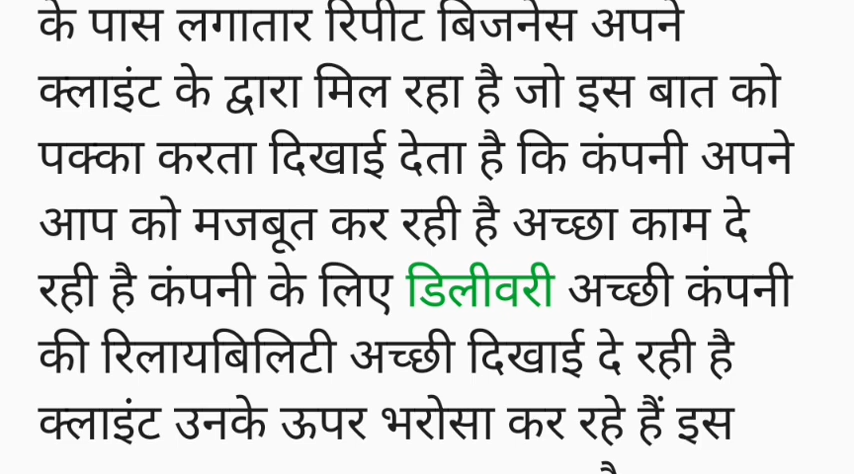 के पास लगातार रिपीट बिजनेस अपने
क्लाइंट के द्वारा मिल रहा है जो इस बात को
पक्का करता दिखाई देता है कि कंपनी अपने
आप को मजबूत कर रही है अच्छा काम दे
रही है कंपनी के लिए डिलीवरी अच्छी कंपनी
की रिलायबिलिटी अच्छी दिखाई दे रही है
क्लाइंट उनके ऊपर भरोसा कर रहे हैं इस